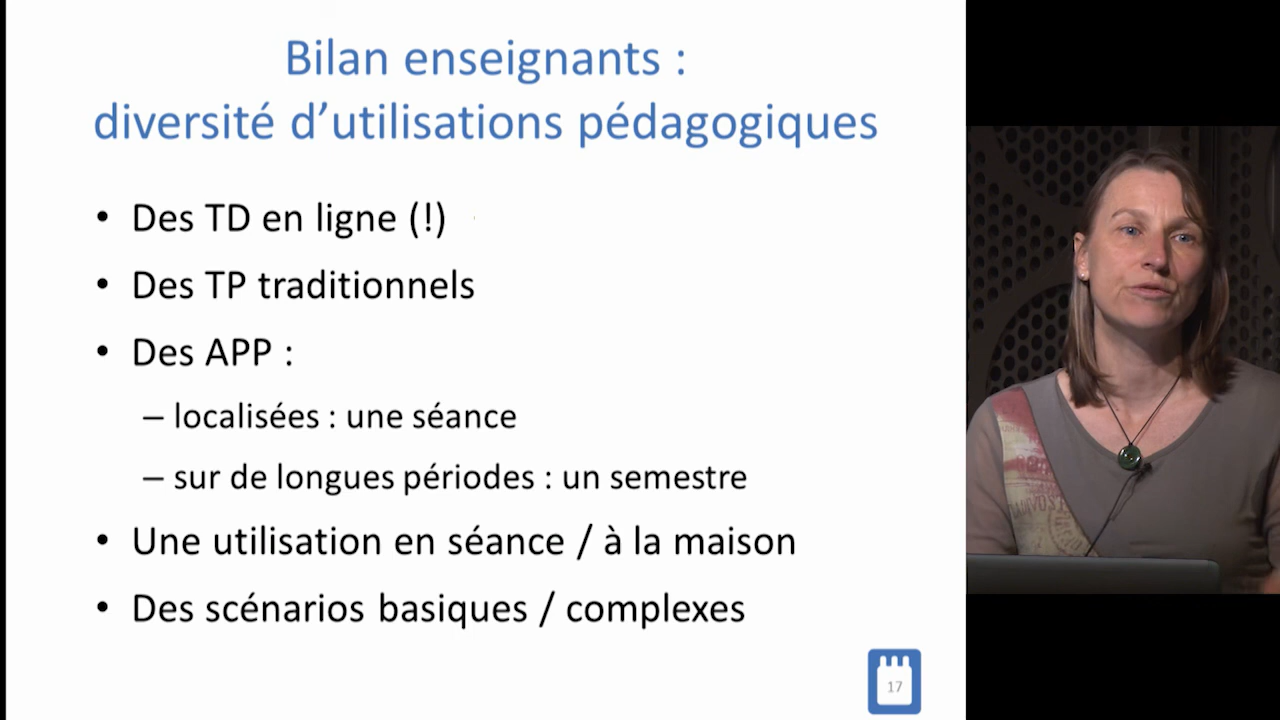 Bilan enseignants :
diversité d’utilisations pédagogiques
• Des TD en ligne (!)
• Des TP traditionnels
• Des APP :
– localisées : une séance
– sur de longues périodes : un semestre
• Une utilisation en séance / à la maison
• Des scénarios basiques / complexes
17